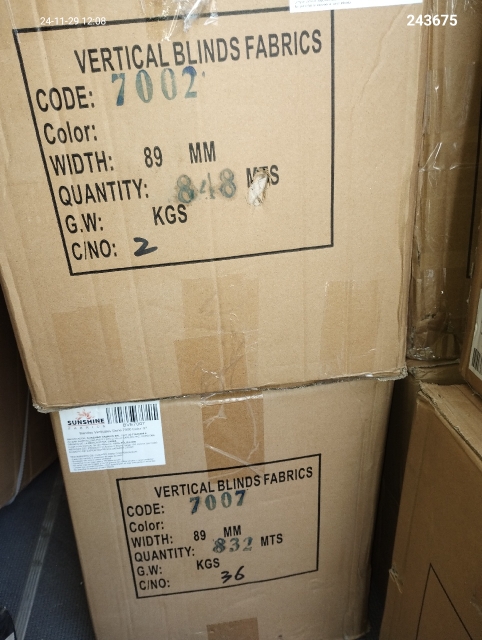 24-11-29 12:08
243675
VERTICAL BLINDS FABRICS
CODE: 7002
Color:
WIDTH: 89 MM
QUANTITY: 848 MTS
G.W: KGS
C/NO: 2
SUNSHINE
VERTICAL BLINDS FABRICS
CODE: 7007
Color:
WIDTH: 89 MM
QUANTITY: 832 MTS
G.W: KGS
C/NO: 36